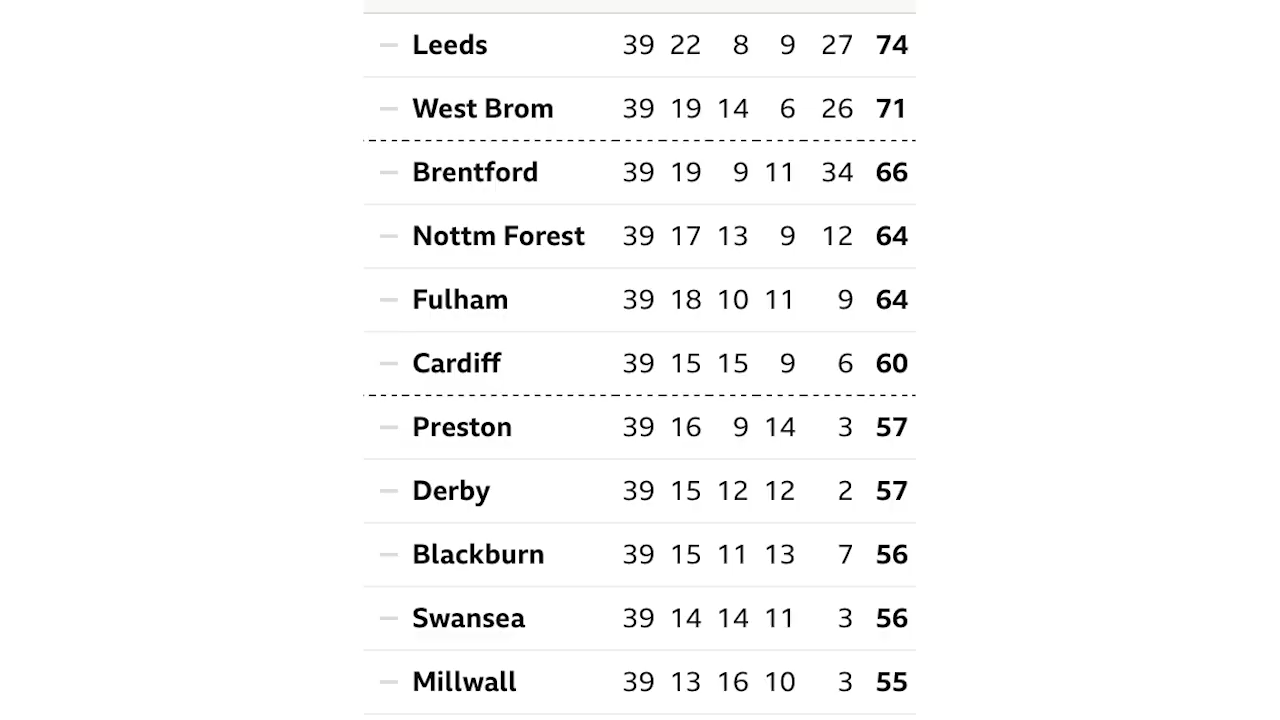 Leeds 39 22 8 9 27 74
West Brom 39 19 14 6 26 71
Brentford 39 19 9 11 34 66
Nottm Forest 39 17 13 9 12 64
Fulham 39 18 10 11 9 64
Cardiff 39 15 15 9 6 60
Preston 39 16 9 14 3 57
Derby 39 15 12 12 2 57
Blackburn 39 15 11 13 7 56
Swansea 39 14 14 11 3 56
Millwall 39 13 16 10 3 55